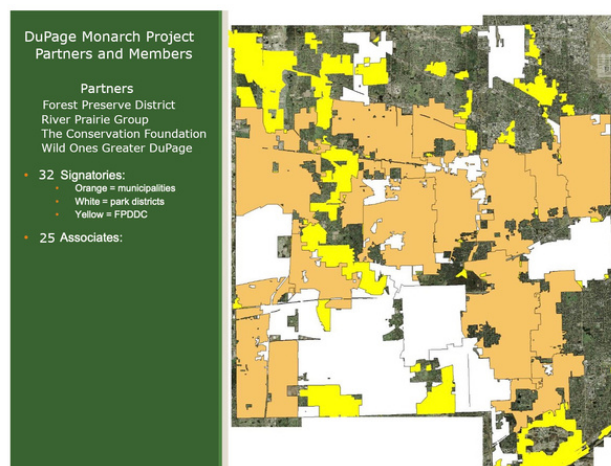 DuPage Monarch Project
Partners and Members
Partners
Forest Preserve District
River Prairie Group
The Conservation Foundation
Wild Ones Greater DuPage
• 32 Signatories:
• Orange = municipalities
• White = park districts
• Yellow = FPDDC
• 25 Associates: